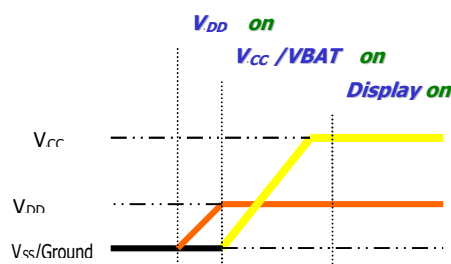 VDD on
VCC /VBAT on
Display on
VCC
VDD
VSS/Ground